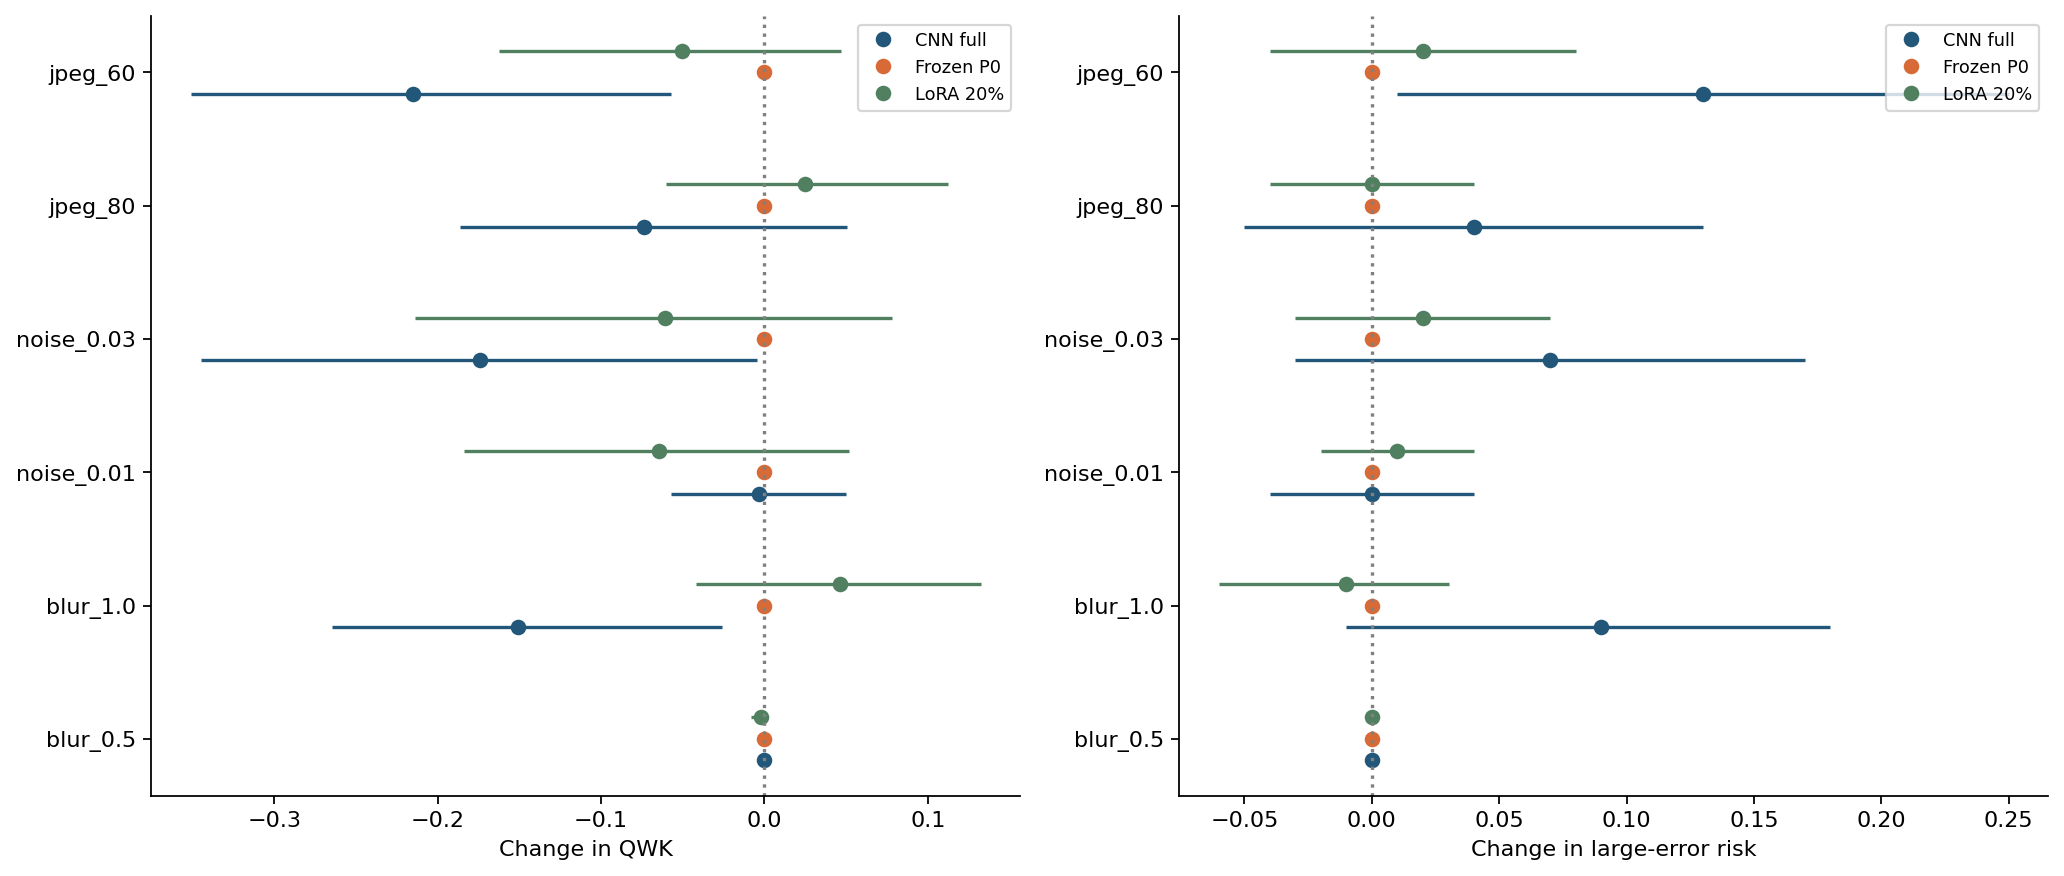 jpeg_60
jpeg_80
noise_0.03
noise_0.01
blur_1.0
blur_0.5
−0.3
−0.2
−0.1
0.0
0.1
Change in QWK
CNN full
Frozen P0
LoRA 20%
jpeg_60
jpeg_80
noise_0.03
noise_0.01
blur_1.0
blur_0.5
−0.05
0.00
0.05
0.10
0.15
0.20
0.25
Change in large-error risk
CNN full
Frozen P0
LoRA 20%